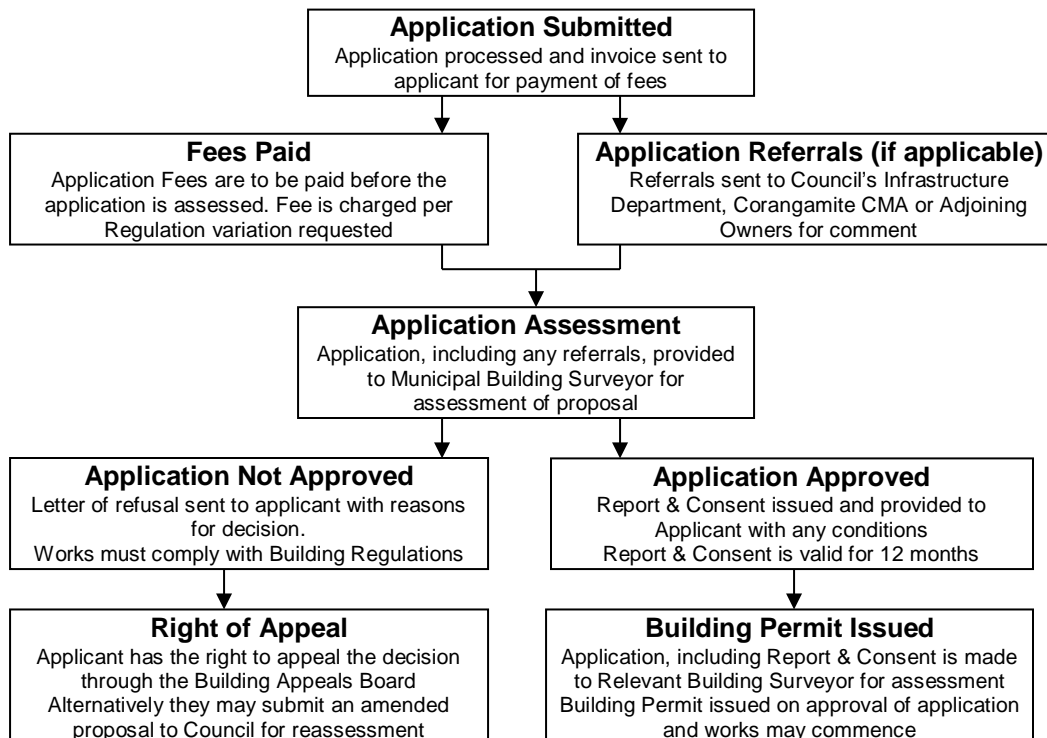 Application Submitted
Application processed and invoice sent to
applicant for payment of fees
Fees Paid
Application Fees are to be paid before the
application is assessed. Fee is charged per
Regulation variation requested
Application Referrals (if applicable)
Referrals sent to Council's Infrastructure
Department, Corangamite CMA or Adjoining
Owners for comment
Application Assessment
Application, including any referrals, provided
to Municipal Building Surveyor for
assessment of proposal
Application Not Approved
Letter of refusal sent to applicant with reasons
for decision.
Works must comply with Building Regulations
Application Approved
Report & Consent issued and provided to
Applicant with any conditions
Report & Consent is valid for 12 months
Right of Appeal
Applicant has the right to appeal the decision
through the Building Appeals Board
Alternatively they may submit an amended
proposal to Council for reassessment
Building Permit Issued
Application, including Report & Consent is made
to Relevant Building Surveyor for assessment
Building Permit issued on approval of application
and works may commence